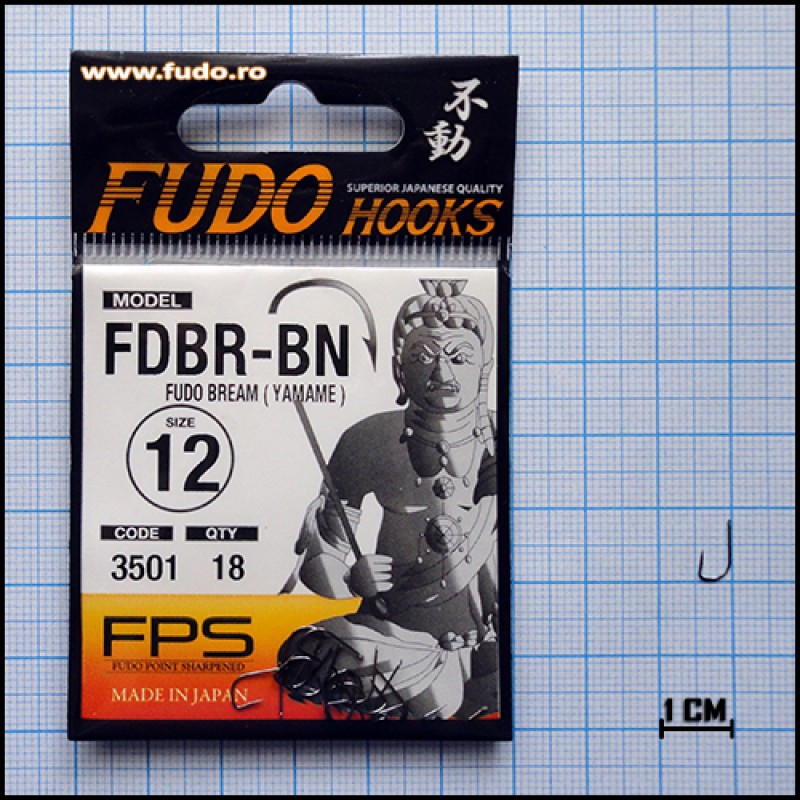 www.fudo.ro
不動
FUDO
SUPERIOR JAPANESE QUALITY
HOOKS
MODEL
FDBR-BN
FUDO BREAM ( YAMAME )
SIZE
12
CODE QTY
3501 18
FPS
FUDO POINT SHARPENED
MADE IN JAPAN
1 CM